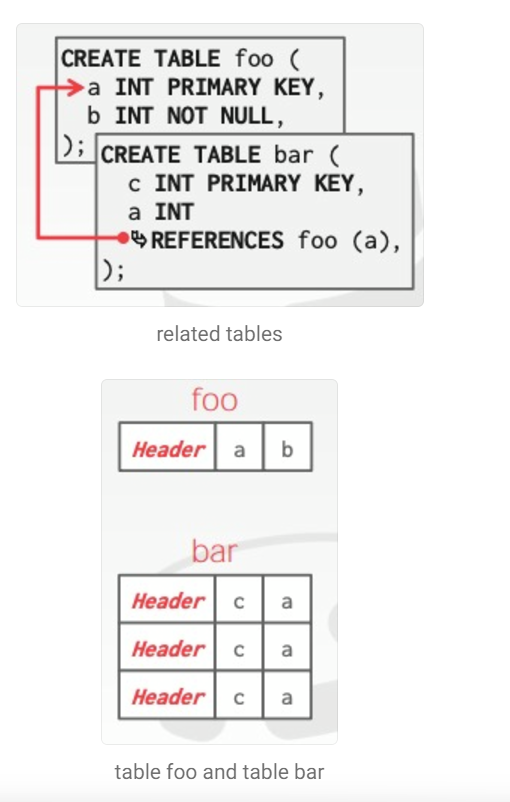 CREATE TABLE foo (
a INT PRIMARY KEY,
b INT NOT NULL,
);
CREATE TABLE bar (
c INT PRIMARY KEY,
a INT
REFERENCES foo (a),
);
related tables
foo
Header a b
bar
Header c a
Header c a
Header c a
table foo and table bar